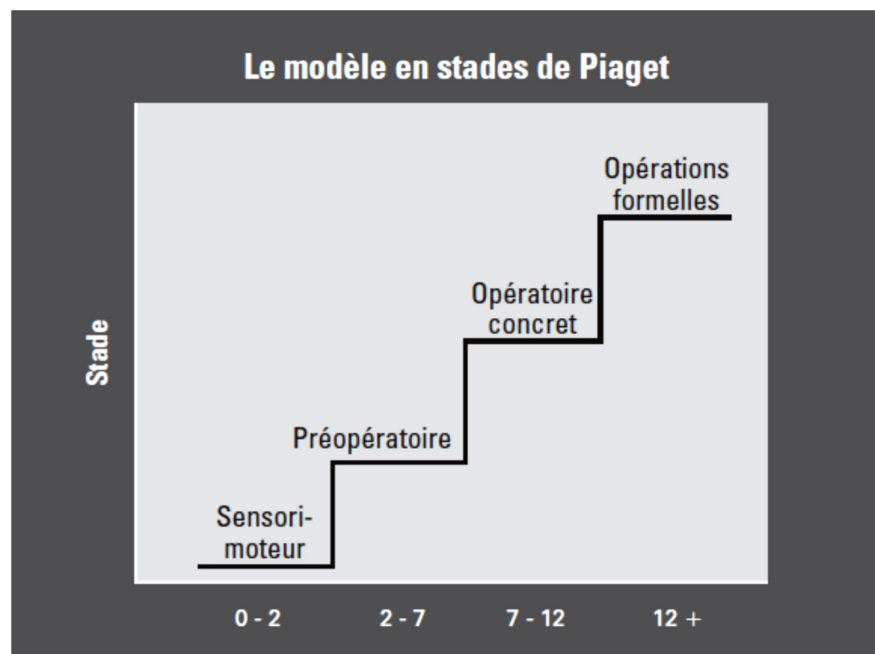 Le modèle en stades de Piaget
Opérations
formelles
Opératoire
concret
Préopératoire
Sensori-
moteur
Stade
0 - 2
2 - 7
7 - 12
12 +